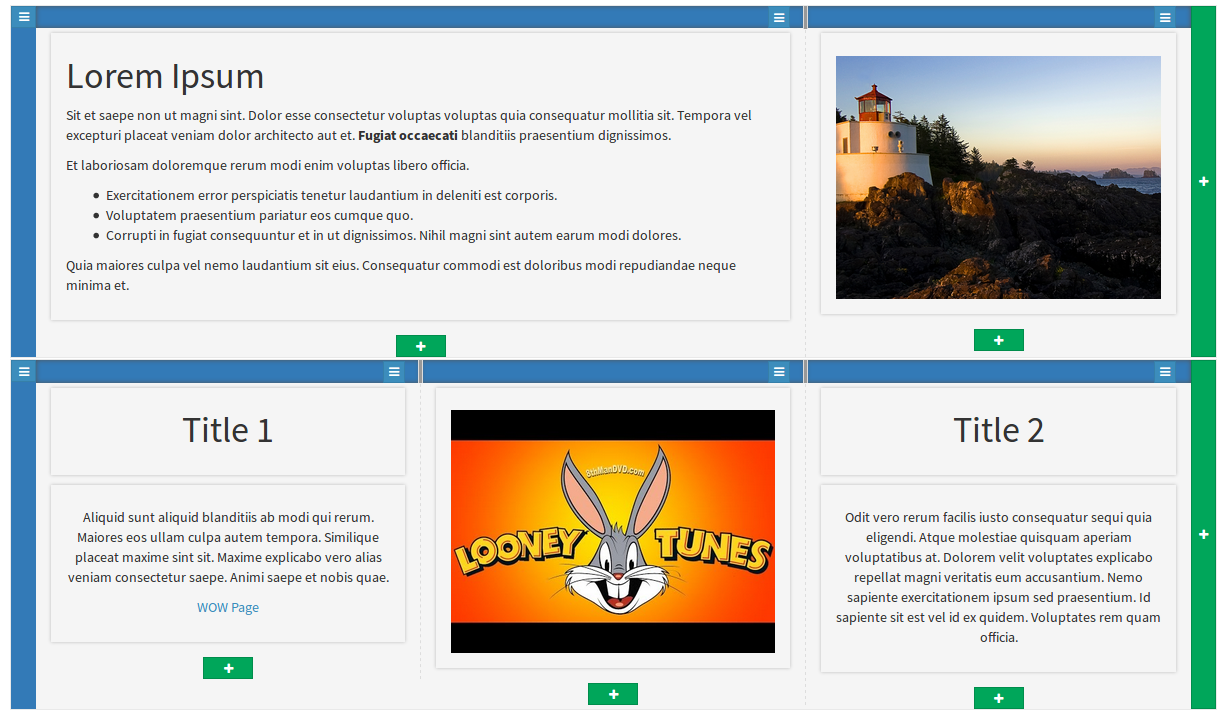 Lorem Ipsum
Sit et saepe non ut magni sint. Dolor esse consectetur voluptas voluptas quia consequatur mollitia sit. Tempora vel
excepturi placeat veniam dolor architecto aut et. Fugiat occaecati blanditiis praesentium dignissimos.
Et laboriosam doloremque rerum modi enim voluptas libero officia.
Exercitationem error perspiciatis tenetur laudantium in deleniti est corporis.
Voluptatem praesentium pariatur eos cumque quo.
Corrupti in fugiat consequuntur et in ut dignissimos. Nihil magni sint autem earum modi dolores.
Quia maiores culpa vel nemo laudantium sit eius. Consequatur commodi est doloribus modi repudiandae neque
minima et.
Title 1
Aliquid sunt aliquid blanditiis ab modi qui rerum.
Maiores eos ullam culpa autem tempora. Similique
placeat maxime sint sit. Maxime explicabo vero alias
veniam consectetur saepe. Animi saepe et nobis quae.
WOW Page
8thManDVD.com
LOONEY TUNES
Title 2
Odit vero rerum facilis iusto consequatur sequi quia
eligendi. Atque molestiae quisquam aperiam
voluptatibus at. Dolorem velit voluptates explicabo
repellat magni veritatis eum accusantium. Nemo
sapiente exercitationem ipsum sed praesentium. Id
sapiente sit est vel id ex quidem. Voluptates rem quam
officia.